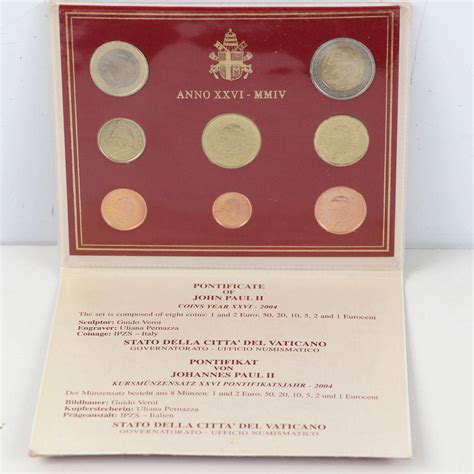 ANNO XXVI - MMIV
PONTIFICATE
OF
JOHN PAUL II
COINS YEAR XXVI - 2004
The set is composed of eight coins: 1 and 2 Euro; 50, 20, 10, 5, 2 and 1 Eurocent
Sculptor: Guido Veroi
Engraver: Uliana Pernazza
Coinage: IPZS - Italy
STATO DELLA CITTA' DEL VATICANO
GOVERNATORATO - UFFICIO NUMISMATICO
PONTIFIKAT
VON
JOHANNES PAUL II
KURSMÜNZENSATZ XXVI PONTIFIKATSJAHR - 2004
Der Münzensatz besteht aus 8 Münzen: 1 und 2 Euro; 50, 20, 10, 5, 2 und 1 Eurocent
Bildhauer: Guido Veroi
Kupferstecherin: Uliana Pernazza
Prägeanstalt: IPZS - Italien
STATO DELLA CITTA' DEL VATICANO
GOVERNATORATO - UFFICIO NUMISMATICO